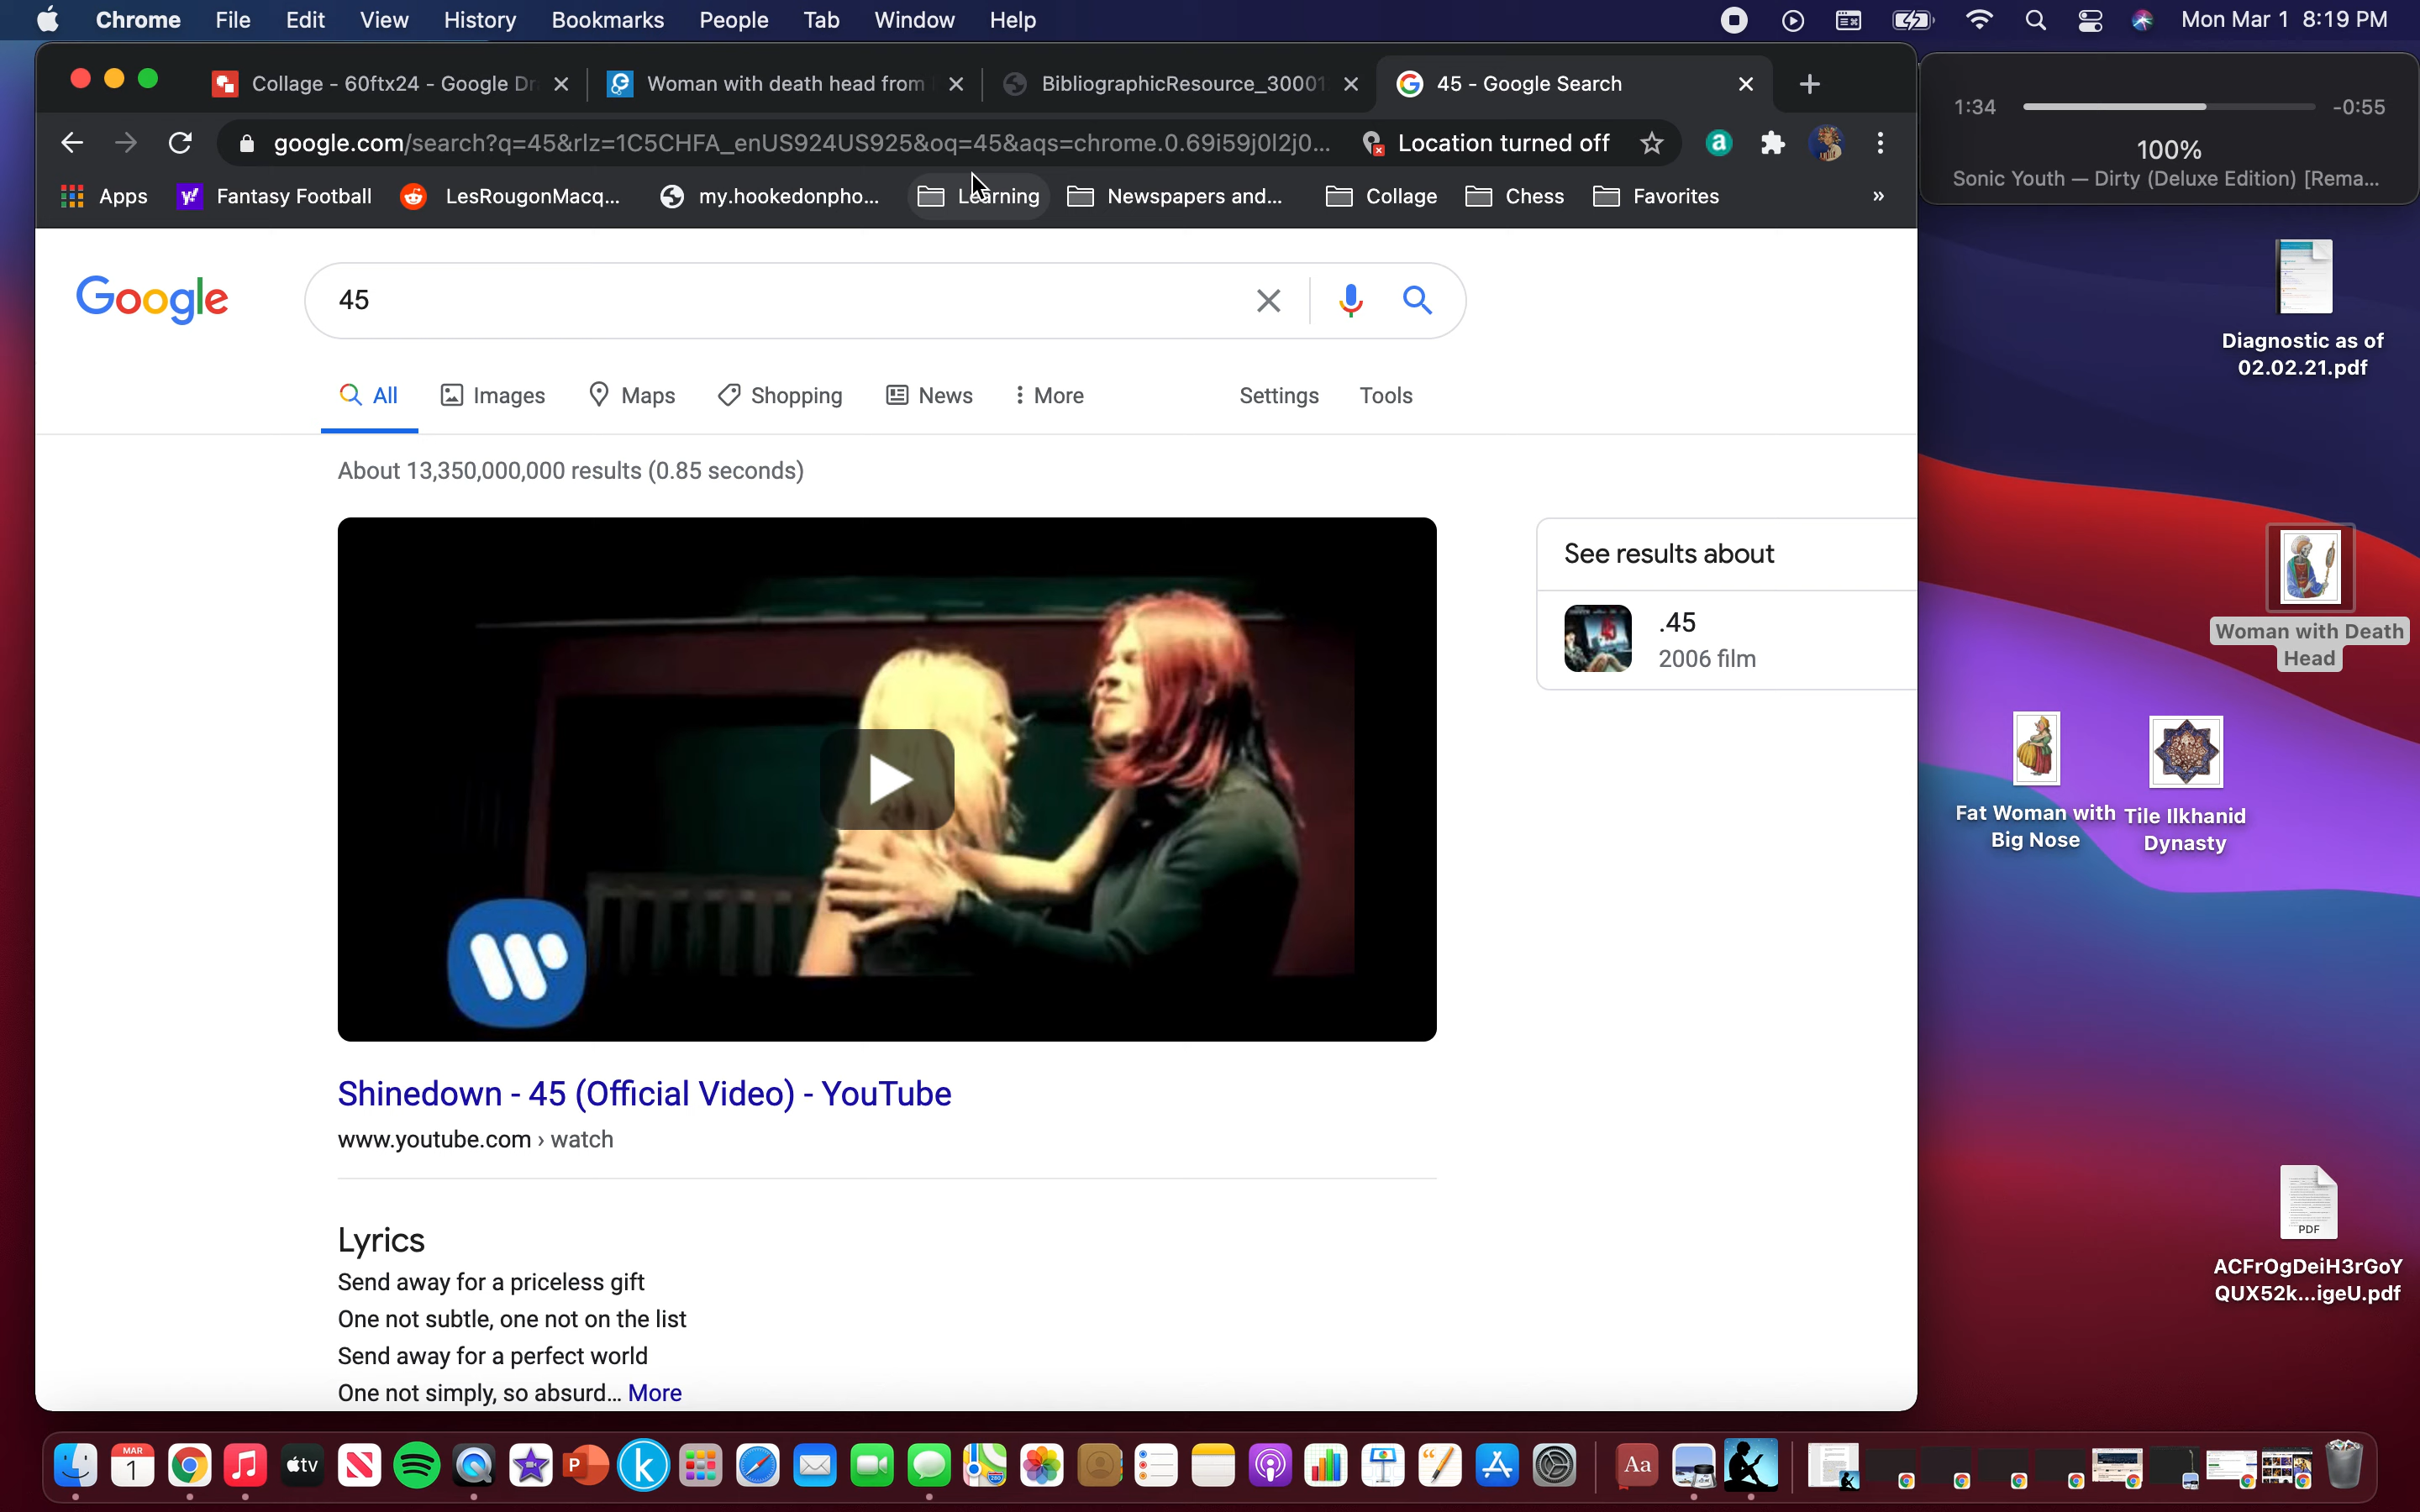 Chrome File Edit View History Bookmarks People Tab Window Help Mon Mar 1 8:19 PM
Collage - 60ftx24 - Google Dr
Woman with death head from
BibliographicResource_30001
45 - Google Search
1:34 -0:55
100%
Sonic Youth — Dirty (Deluxe Edition) [Rema...
google.com/search?q=45&rlz=1C5CHFA_enUS924US925&oq=45&aqs=chrome.0.69i59j0l2j0... Location turned off
Apps Fantasy Football LesRougonMacq... my.hookedonpho... Learning Newspapers and... Collage Chess Favorites »
Google
45
All Images Maps Shopping News More Settings Tools
About 13,350,000,000 results (0.85 seconds)
See results about
.45
2006 film
Shinedown - 45 (Official Video) - YouTube
www.youtube.com › watch
Lyrics
Send away for a priceless gift
One not subtle, one not on the list
Send away for a perfect world
One not simply, so absurd... More
Diagnostic as of
02.02.21.pdf
Woman with Death
Head
Fat Woman with
Big Nose
Tile Ilkhanid
Dynasty
PDF
ACFrOgDeiH3rGoY
QUX52k...igeU.pdf
MAR
1
tv
P
k
Aa